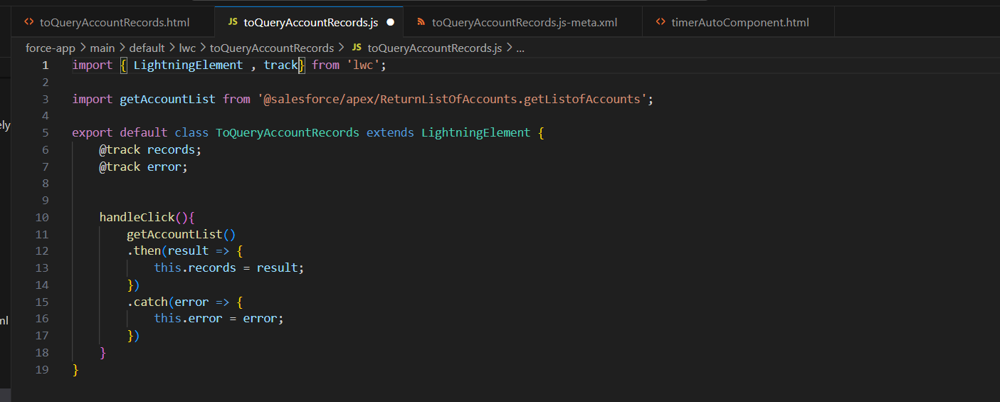 toQueryAccountRecords.html
JS toQueryAccountRecords.js
toQueryAccountRecords.js-meta.xml
timerAutoComponent.html
force-app > main > default > lwc > toQueryAccountRecords > JS toQueryAccountRecords.js > ...
1 import { LightningElement , track} from 'lwc';
2
3 import getAccountList from '@salesforce/apex/ReturnListOfAccounts.getListofAccounts';
4
5 export default class ToQueryAccountRecords extends LightningElement {
6 @track records;
7 @track error;
8
9
10 handleClick(){
11 getAccountList()
12 .then(result => {
13 this.records = result;
14 })
15 .catch(error => {
16 this.error = error;
17 })
18 }
19 }
ely
ml